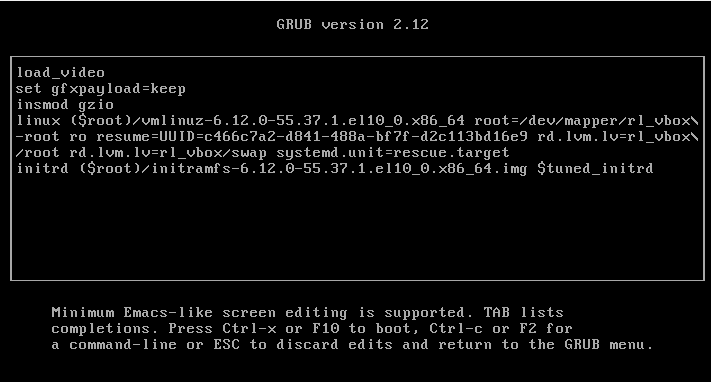 GRUB version 2.12
load_video
set gfxpayload=keep
insmod gzio
linux ($root)/vmlinuz-6.12.0-55.37.1.el10_0.x86_64 root=/dev/mapper/rl_vbox\
-root ro resume=UUID=c466c7a2-d841-488a-bf7f-d2c113bd16e9 rd.lvm.lv=rl_vbox\
/root rd.lvm.lv=rl_vbox/swap systemd.unit=rescue.target
initrd ($root)/initramfs-6.12.0-55.37.1.el10_0.x86_64.img $tuned_initrd
Minimum Emacs-like screen editing is supported. TAB lists
completions. Press Ctrl-x or F10 to boot, Ctrl-c or F2 for
a command-line or ESC to discard edits and return to the GRUB menu.